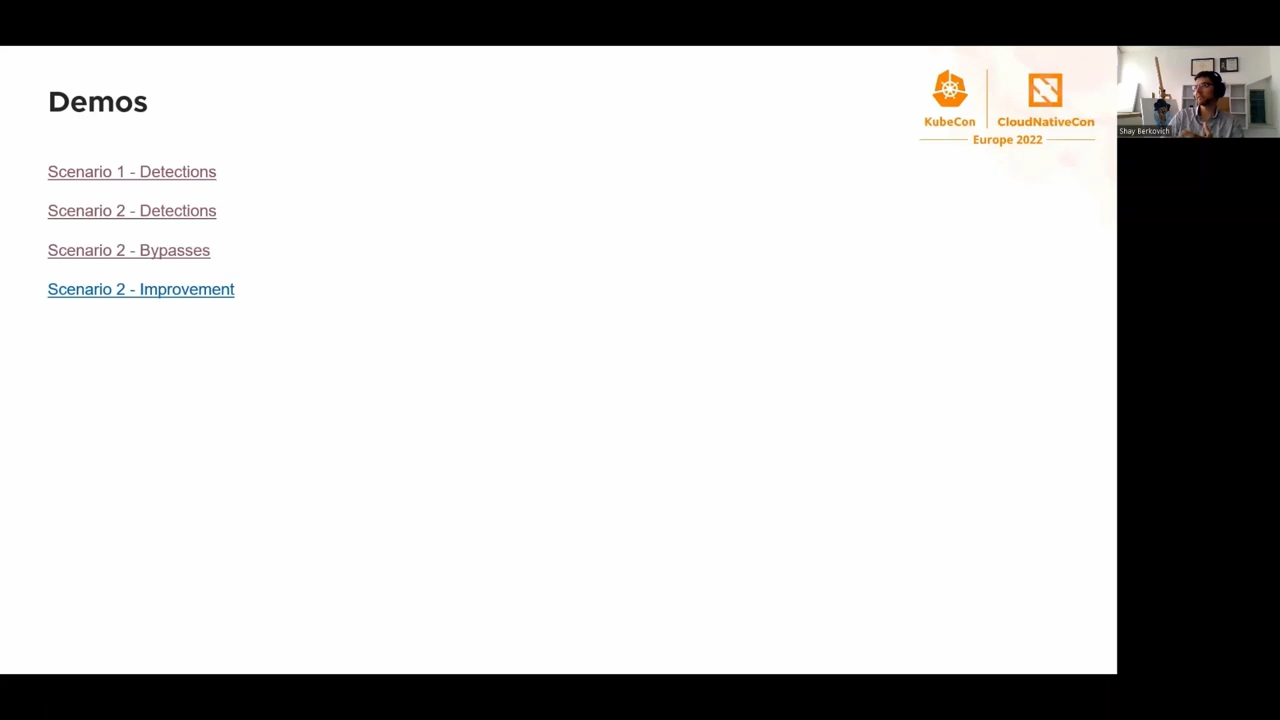 Demos
KubeCon
CloudNativeCon
Europe 2022
Shay Berkovich
Scenario 1 - Detections
Scenario 2 - Detections
Scenario 2 - Bypasses
Scenario 2 - Improvement